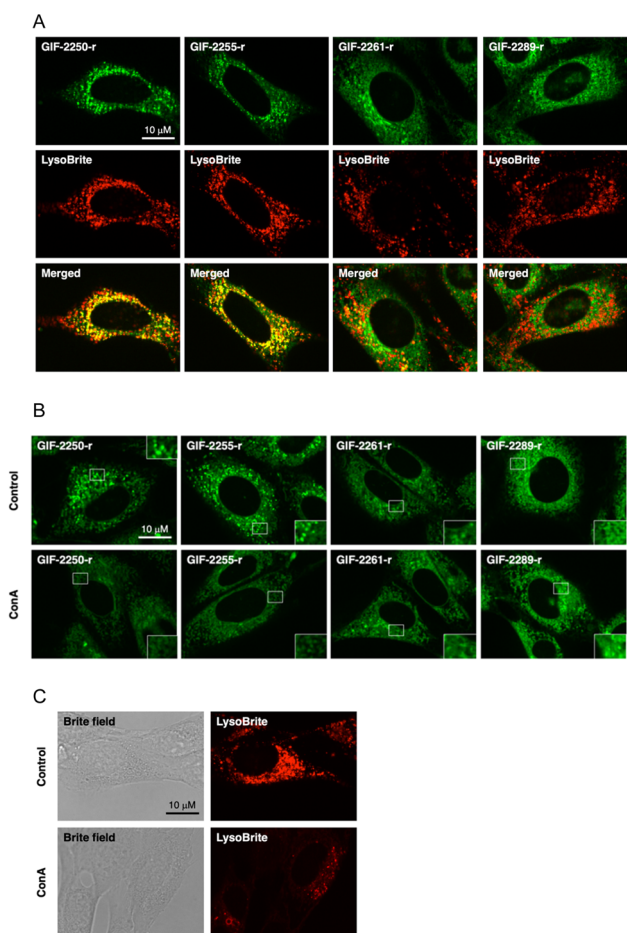 A
GIF-2250-r
GIF-2255-r
GIF-2261-r
GIF-2289-r
10 µM
LysoBrite
LysoBrite
LysoBrite
LysoBrite
Merged
Merged
Merged
Merged
B
Control
GIF-2250-r
GIF-2255-r
GIF-2261-r
GIF-2289-r
10 µM
ConA
GIF-2250-r
GIF-2255-r
GIF-2261-r
GIF-2289-r
C
Control
Brite field
LysoBrite
10 µM
ConA
Brite field
LysoBrite